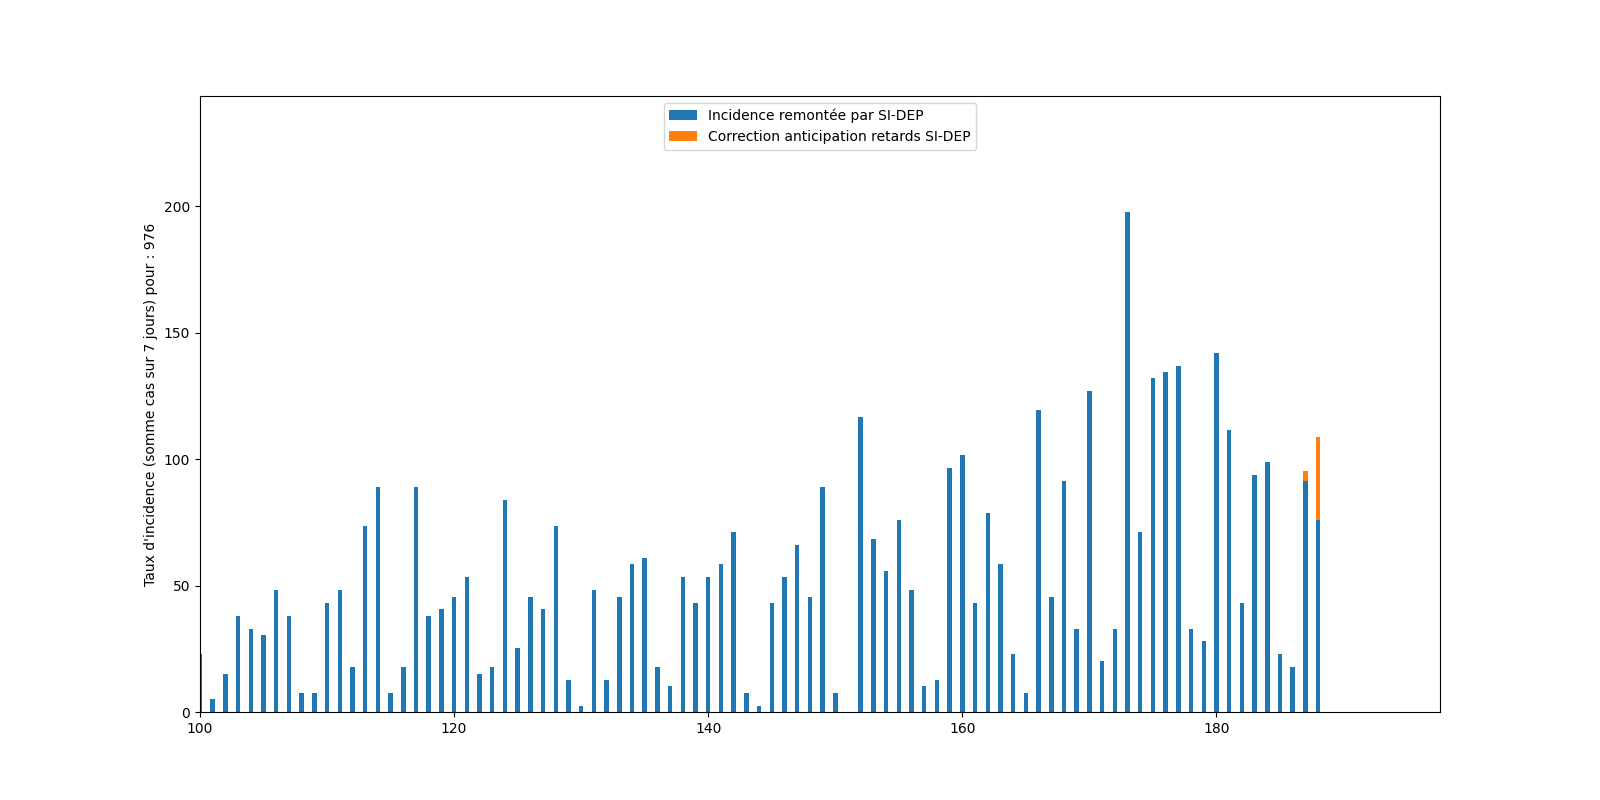 Incidence remontée par SI-DEP
Correction anticipation retards SI-DEP
Taux d'incidence (somme cas sur 7 jours) pour : 976
200
150
100
50
0
100 120 140 160 180